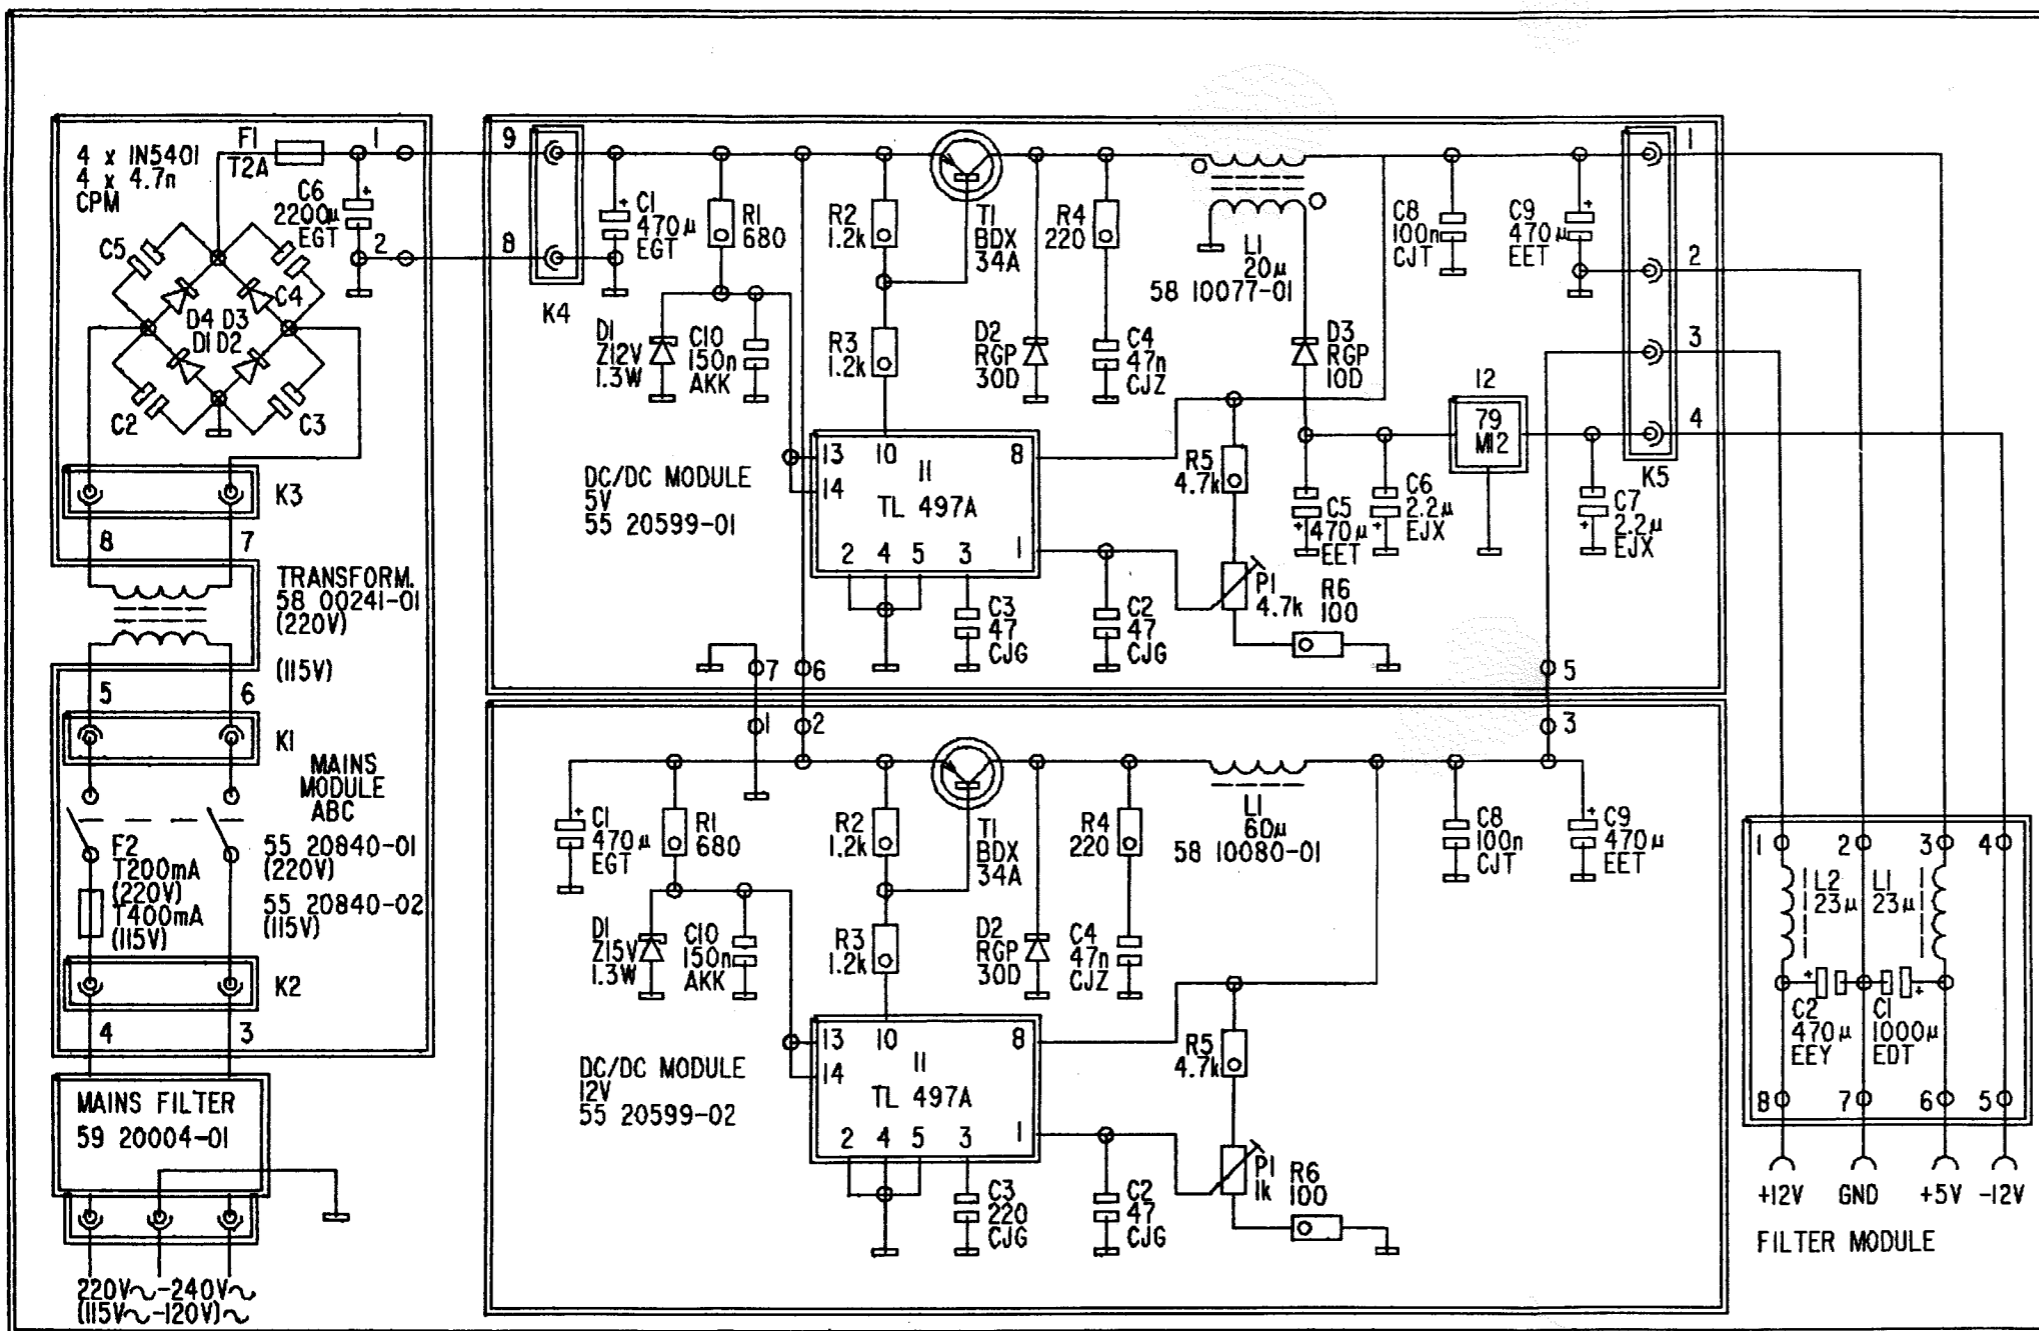 4 x IN5401
4 x 4.7n
CPM
F1
T2A
1
C6
2200µ
EGT
2
C5
C4
D4 D3
D1 D2
C2
C3
K3
8
7
TRANSFORM.
58 00241-01
(220V)
(115V)
5
6
K1
MAINS
MODULE
ABC
55 20840-01
(220V)
55 20840-02
(115V)
F2
T200mA
(220V)
T400mA
(115V)
K2
4
3
MAINS FILTER
59 20004-01
220V~-240V~
(115V~-120V)~
9
8
K4
C1
470µ
EGT
R1
680
R2
1.2k
T1
BDX
34A
R4
220
L1
20µ
58 10077-01
C8
100n
CJT
C9
470µ
EET
1
2
3
4
K5
D1
Z12V
1.3W
C10
150n
AKK
R3
1.2k
D2
RGP
30D
C4
47n
CJZ
D3
RGP
10D
I2
79
M12
DC/DC MODULE
5V
55 20599-01
13
10
8
14
I1
TL 497A
2
4
5
3
1
R5
4.7k
C5
470µ
EET
C6
2.2µ
EJX
C7
2.2µ
EJX
C3
47
CJG
C2
47
CJG
P1
4.7k
R6
100
7
6
5
1
2
3
C1
470µ
EGT
R1
680
R2
1.2k
T1
BDX
34A
R4
220
L1
60µ
58 10080-01
C8
100n
CJT
C9
470µ
EET
D1
Z15V
1.3W
C10
150n
AKK
R3
1.2k
D2
RGP
30D
C4
47n
CJZ
DC/DC MODULE
12V
55 20599-02
13
10
8
14
I1
TL 497A
2
4
5
3
1
R5
4.7k
C3
220
CJG
C2
47
CJG
P1
1k
R6
100
1
2
3
4
L2
23µ
L1
23µ
C2
470µ
EEY
C1
1000µ
EDT
8
7
6
5
+12V
GND
+5V
-12V
FILTER MODULE